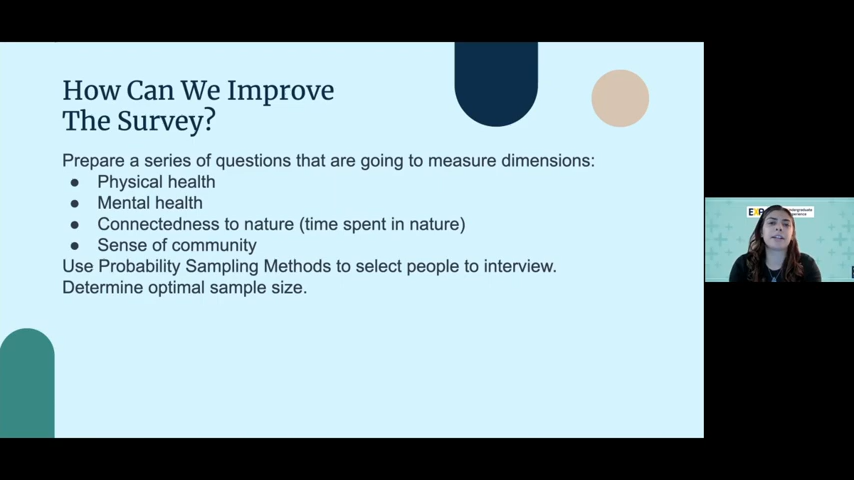 How Can We Improve
The Survey?
Prepare a series of questions that are going to measure dimensions:
● Physical health
● Mental health
● Connectedness to nature (time spent in nature)
● Sense of community
Use Probability Sampling Methods to select people to interview.
Determine optimal sample size.